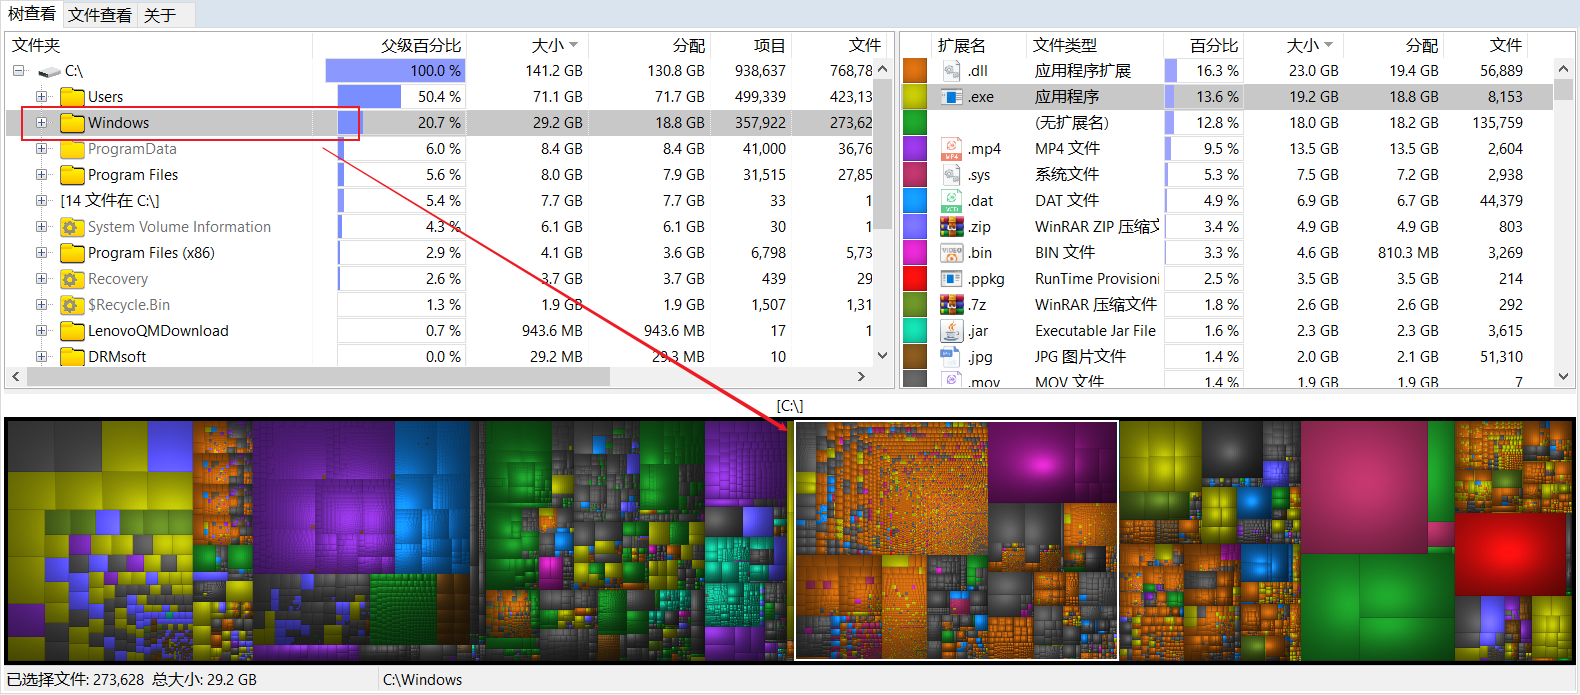 树查看 文件查看 关于
文件夹 父级百分比 大小 分配 项目 文件
C:\ 100.0 % 141.2 GB 130.8 GB 938,637 768,78
Users 50.4 % 71.1 GB 71.7 GB 499,339 423,13
Windows 20.7 % 29.2 GB 18.8 GB 357,922 273,62
ProgramData 6.0 % 8.4 GB 8.4 GB 41,000 36,76
Program Files 5.6 % 8.0 GB 7.9 GB 31,515 27,85
[14 文件在 C:\] 5.4 % 7.7 GB 7.7 GB 33 1
System Volume Information 4.3 % 6.1 GB 6.1 GB 30 1
Program Files (x86) 2.9 % 4.1 GB 3.6 GB 6,798 5,73
Recovery 2.6 % 3.7 GB 3.7 GB 439 29
$Recycle.Bin 1.3 % 1.9 GB 1.9 GB 1,507 1,31
LenovoQMDownload 0.7 % 943.6 MB 943.6 MB 17 1
DRMsoft 0.0 % 29.2 MB 29.3 MB 10
扩展名 文件类型 百分比 大小 分配 文件
.dll 应用程序扩展 16.3 % 23.0 GB 19.4 GB 56,889
.exe 应用程序 13.6 % 19.2 GB 18.8 GB 8,153
(无扩展名) 12.8 % 18.0 GB 18.2 GB 135,759
.mp4 MP4 文件 9.5 % 13.5 GB 13.5 GB 2,604
.sys 系统文件 5.3 % 7.5 GB 7.2 GB 2,938
.dat DAT 文件 4.9 % 6.9 GB 6.7 GB 44,379
.zip WinRAR ZIP 压缩文 3.4 % 4.9 GB 4.9 GB 803
.bin BIN 文件 3.3 % 4.6 GB 810.3 MB 3,269
.ppkg RunTime Provisioni 2.5 % 3.5 GB 3.5 GB 214
.7z WinRAR 压缩文件 1.8 % 2.6 GB 2.6 GB 292
.jar Executable Jar File 1.6 % 2.3 GB 2.3 GB 3,615
.jpg JPG 图片文件 1.4 % 2.0 GB 2.1 GB 51,310
.mov MOV 文件 1.4 % 1.9 GB 1.9 GB 7
[C:\]
已选择文件: 273,628 总大小: 29.2 GB C:\Windows